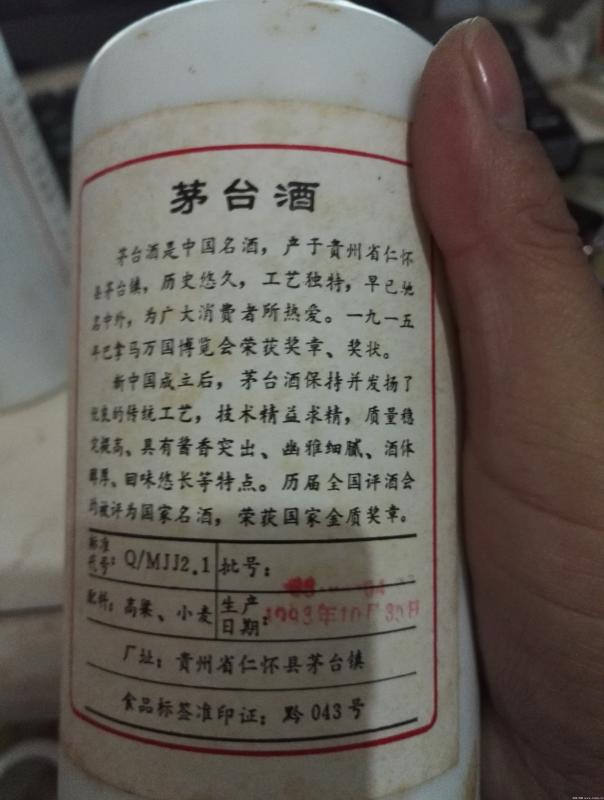 茅台酒
茅台酒是中国名酒，产于贵州省仁怀
县茅台镇，历史悠久，工艺独特，早已驰
名中外，为广大消费者所热爱。一九一五
年巴拿马万国博览会荣获奖章、奖状。
新中国成立后，茅台酒保持并发扬了
优良的传统工艺，技术精益求精，质量稳
定提高、具有酱香突出、幽雅细腻、酒体
醇厚、回味悠长等特点。历届全国评酒会
均被评为国家名酒，荣获国家金质奖章。
标准代号：Q/MJJ2.1 批号：
配料：高粱、小麦 生产日期：1993年10月30日
厂址：贵州省仁怀县茅台镇
食品标签准印证：黔043号